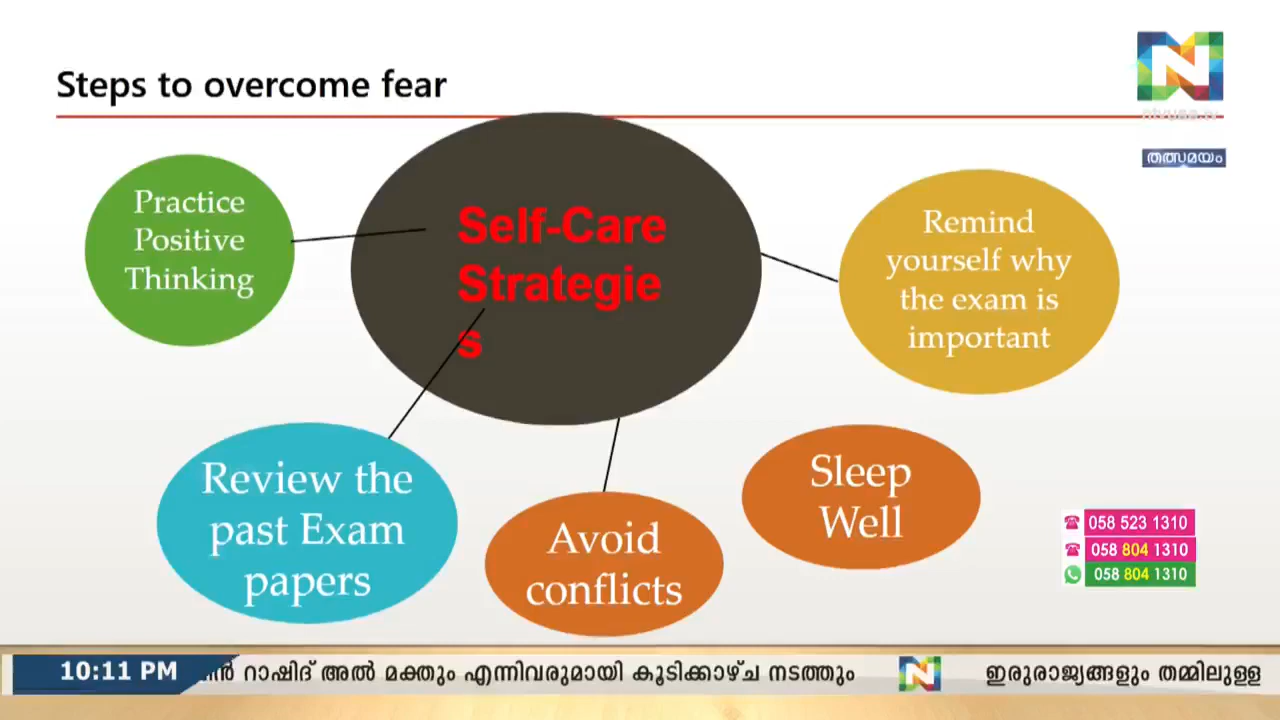 Steps to overcome fear
ntvuae.tv
തത്സമയം
Practice
Positive
Thinking
Self-Care
Strategie
s
Remind
yourself why
the exam is
important
Review the
past Exam
papers
Avoid
conflicts
Sleep
Well
058 523 1310
058 804 1310
058 804 1310
10:11 PM
റാഷിദ് അൽ മക്തും എന്നിവരുമായി കൂടിക്കാഴ്ച നടത്തും
ഇരുരാജ്യങ്ങളും തമ്മിലുള്ള